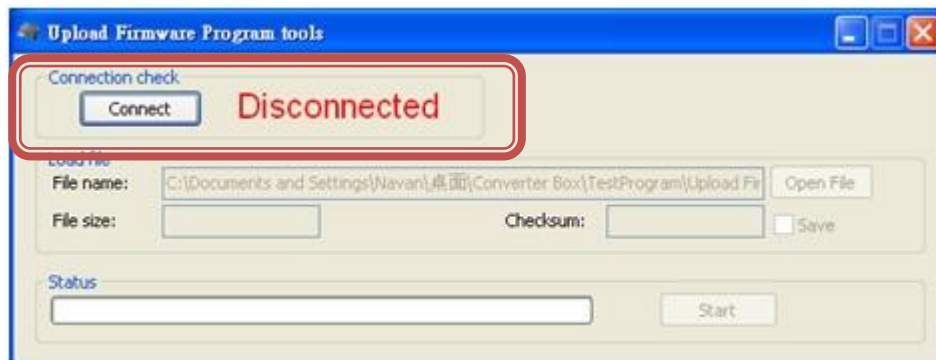 Upload Firmware Program tools
Connection check
Connect Disconnected
Load file
File name: C:\Documents and Settings\Navan\桌面\Converter Box\TestProgram\Upload Fir Open File
File size: Checksum: Save
Status
Start